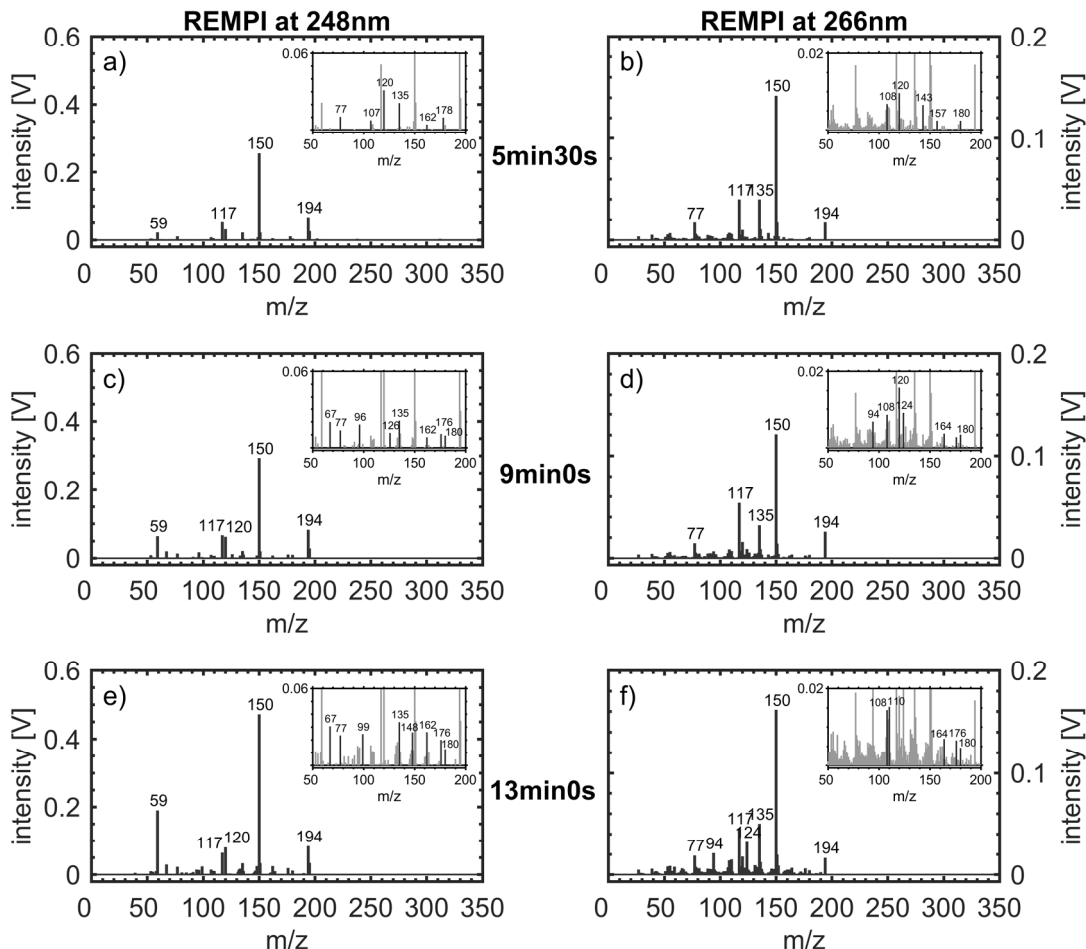 REMPI at 248nm
REMPI at 266nm
a)
0.6
0.4
0.2
0
intensity [V]
59
117
150
194
0 50 100 150 200 250 300 350
m/z
0.06
77
107
120
135
162
178
50 100 150 200
m/z
5min30s
b)
0.2
0.1
0
intensity [V]
77
117
135
150
194
0 50 100 150 200 250 300 350
m/z
0.02
108
120
143
157
180
50 100 150 200
m/z
c)
0.6
0.4
0.2
0
intensity [V]
59
117
120
150
194
0 50 100 150 200 250 300 350
m/z
0.06
67
77
96
126
135
162
176
180
50 100 150 200
m/z
9min0s
d)
0.2
0.1
0
intensity [V]
77
117
135
150
194
0 50 100 150 200 250 300 350
m/z
0.02
94
108
120
124
164
180
50 100 150 200
m/z
e)
0.6
0.4
0.2
0
intensity [V]
59
117
120
150
194
0 50 100 150 200 250 300 350
m/z
0.06
67
77
99
135
148
162
176
180
50 100 150 200
m/z
13min0s
f)
0.2
0.1
0
intensity [V]
77
94
117
124
135
150
194
0 50 100 150 200 250 300 350
m/z
0.02
108
110
164
176
180
50 100 150 200
m/z